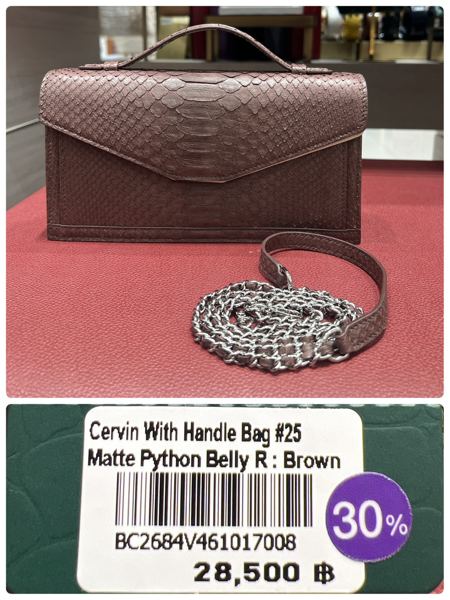 Cervin With Handle Bag #25
Matte Python Belly R : Brown
30%
BC2684V461017008
28,500 ฿